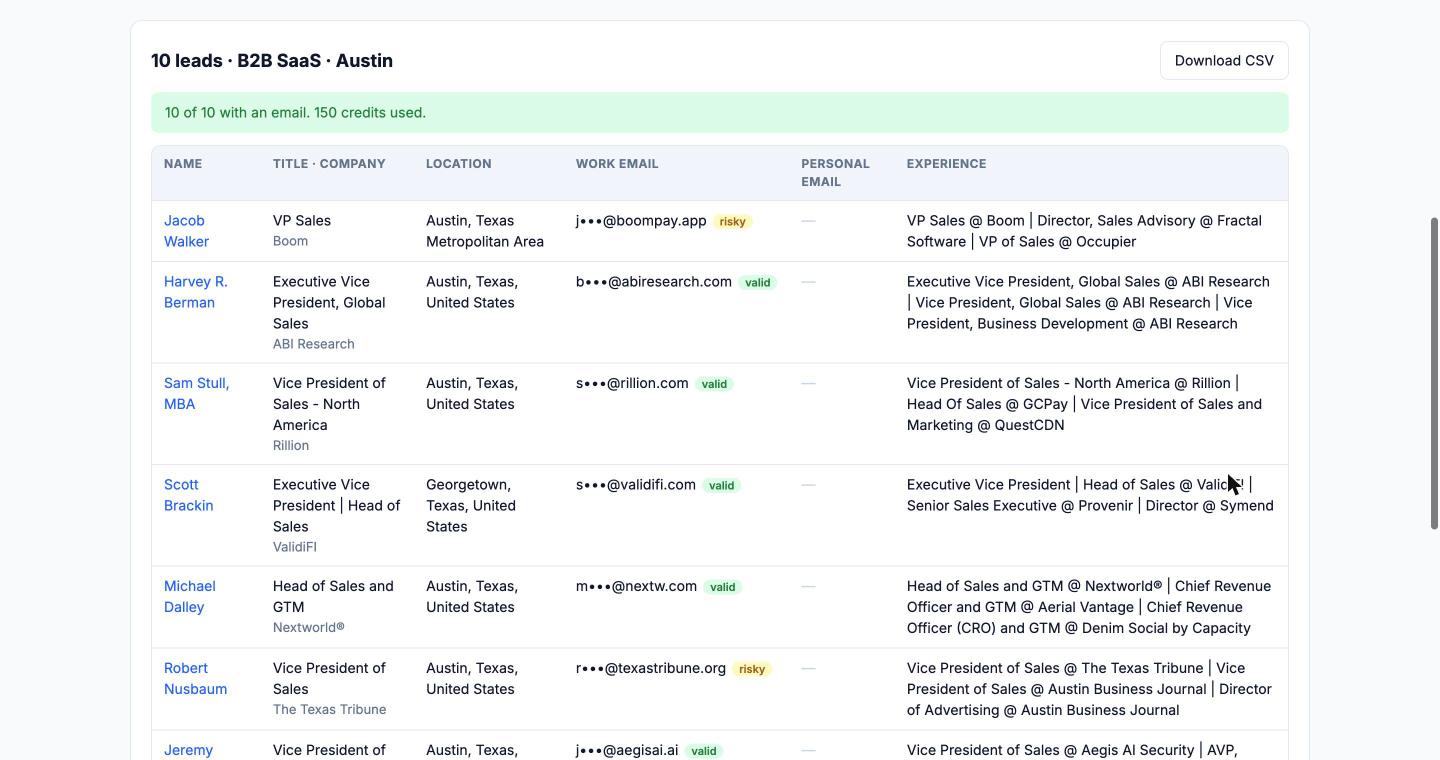 10 leads · B2B SaaS · Austin
Download CSV
10 of 10 with an email. 150 credits used.
NAME
TITLE · COMPANY
LOCATION
WORK EMAIL
PERSONAL
EMAIL
EXPERIENCE
Jacob
Walker
VP Sales
Boom
Austin, Texas
Metropolitan Area
j•••@boompay.app risky
—
VP Sales @ Boom | Director, Sales Advisory @ Fractal
Software | VP of Sales @ Occupier
Harvey R.
Berman
Executive Vice
President, Global
Sales
ABI Research
Austin, Texas,
United States
b•••@abiresearch.com valid
—
Executive Vice President, Global Sales @ ABI Research
| Vice President, Global Sales @ ABI Research | Vice
President, Business Development @ ABI Research
Sam Stull,
MBA
Vice President of
Sales - North
America
Rillion
Austin, Texas,
United States
s•••@rillion.com valid
—
Vice President of Sales - North America @ Rillion |
Head Of Sales @ GCPay | Vice President of Sales and
Marketing @ QuestCDN
Scott
Brackin
Executive Vice
President | Head of
Sales
ValidiFI
Georgetown,
Texas, United
States
s•••@validifi.com valid
—
Executive Vice President | Head of Sales @ |
Senior Sales Executive @ Provenir | Director @ Symend
Michael
Dalley
Head of Sales and
GTM
Nextworld®
Austin, Texas,
United States
m•••@nextw.com valid
—
Head of Sales and GTM @ Nextworld® | Chief Revenue
Officer and GTM @ Aerial Vantage | Chief Revenue
Officer (CRO) and GTM @ Denim Social by Capacity
Robert
Nusbaum
Vice President of
Sales
The Texas Tribune
Austin, Texas,
United States
r•••@texastribune.org risky
—
Vice President of Sales @ The Texas Tribune | Vice
President of Sales @ Austin Business Journal | Director
of Advertising @ Austin Business Journal
Jeremy
Vice President of
Austin, Texas,
j•••@aegisai.ai valid
—
Vice President of Sales @ Aegis AI Security | AVP,